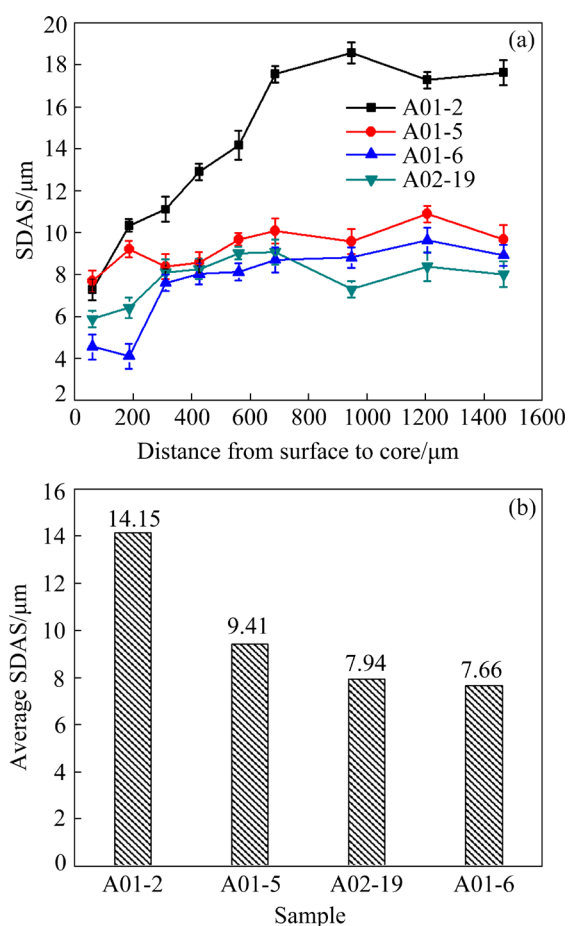 20
18
16
14
12
10
8
6
4
2
SDAS/μm
(a)
A01-2
A01-5
A01-6
A02-19
0 200 400 600 800 1000 1200 1400 1600
Distance from surface to core/μm
16
14
12
10
8
6
4
2
0
Average SDAS/μm
(b)
14.15
9.41
7.94
7.66
A01-2 A01-5 A02-19 A01-6
Sample